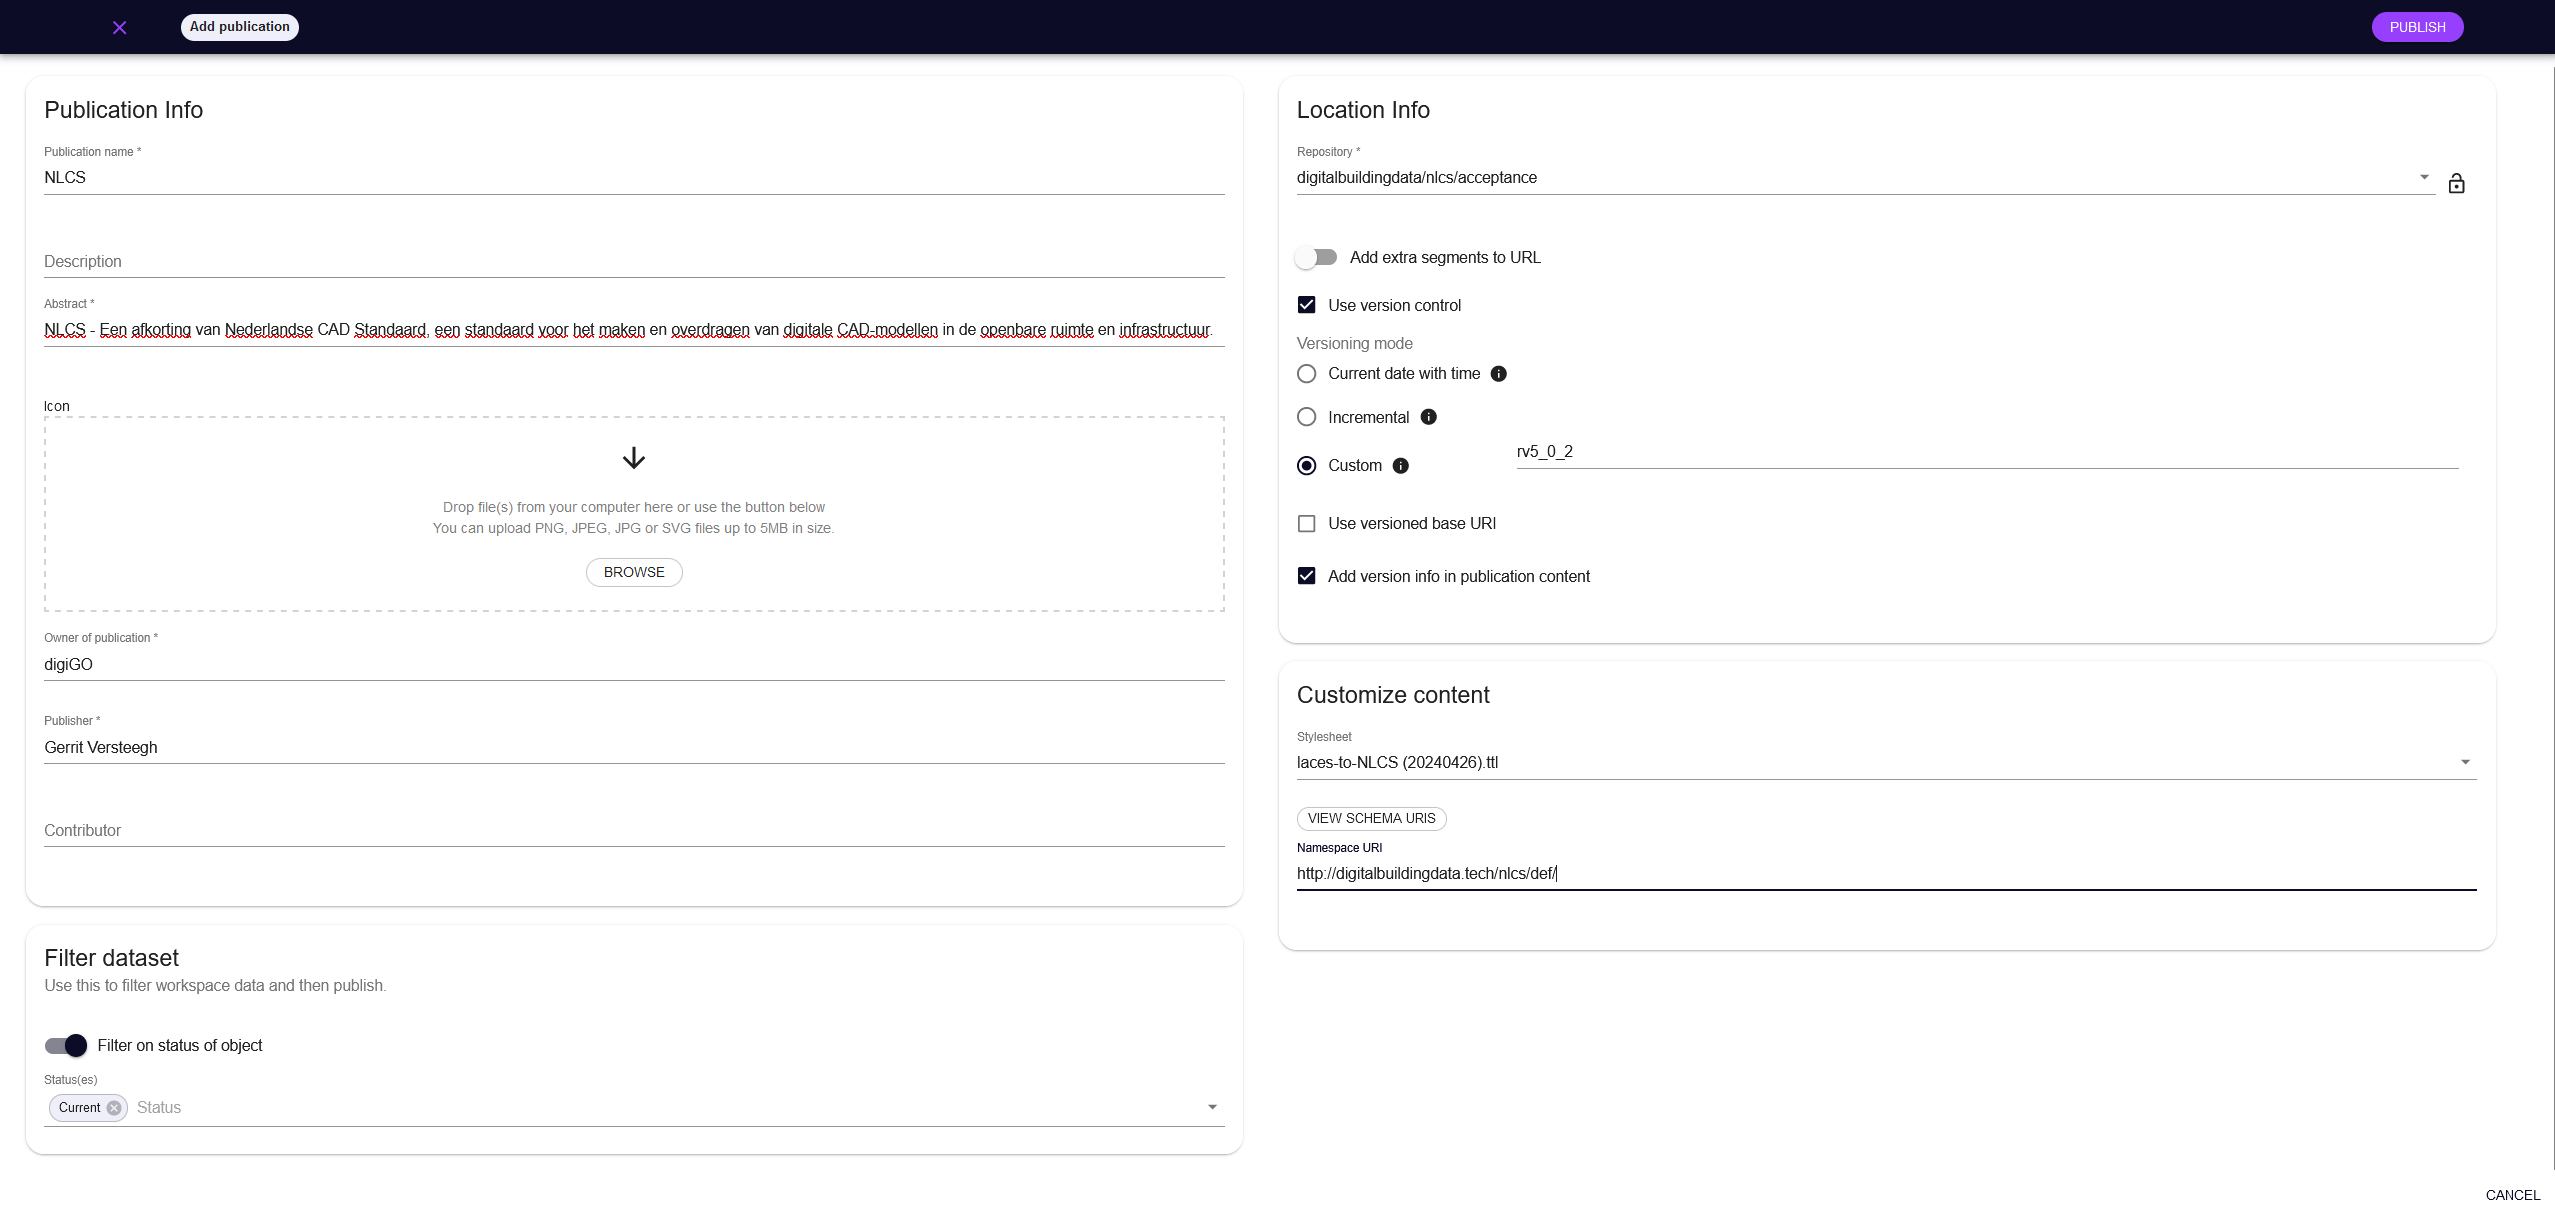 Add publication
PUBLISH
Publication Info
Publication name *
NLCS
Description
Abstract *
NLCS - Een afkorting van Nederlandse CAD Standaard, een standaard voor het maken en overdragen van digitale CAD-modellen in de openbare ruimte en infrastructuur.
Icon
Drop file(s) from your computer here or use the button below
You can upload PNG, JPEG, JPG or SVG files up to 5MB in size.
BROWSE
Owner of publication *
digiGO
Publisher *
Gerrit Versteegh
Contributor
Filter dataset
Use this to filter workspace data and then publish.
Filter on status of object
Status(es)
Current Status
Location Info
Repository *
digitalbuildingdata/nlcs/acceptance
Add extra segments to URL
Use version control
Versioning mode
Current date with time
Incremental
Custom rv5_0_2
Use versioned base URI
Add version info in publication content
Customize content
Stylesheet
laces-to-NLCS (20240426).ttl
VIEW SCHEMA URIS
Namespace URI
http://digitalbuildingdata.tech/nlcs/def/
CANCEL